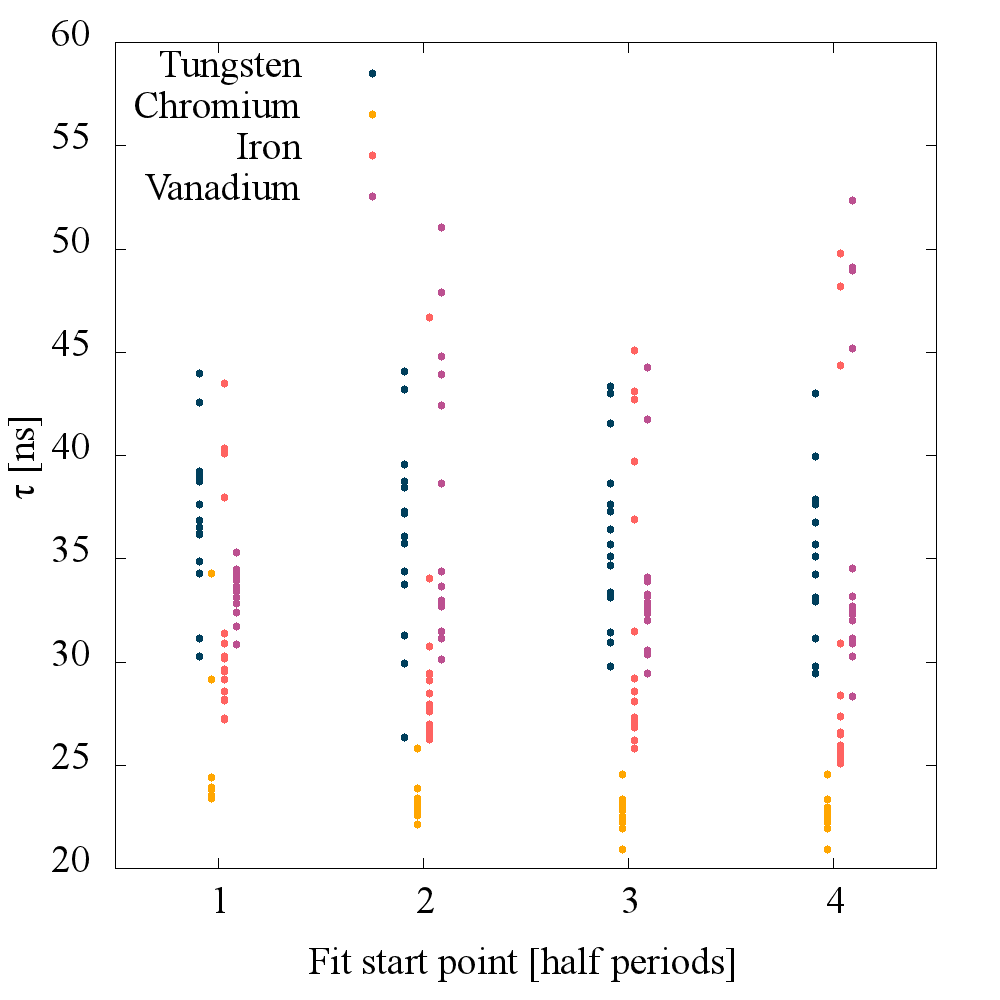 60
55
50
45
40
35
30
25
20
τ [ns]
Tungsten
Chromium
Iron
Vanadium
1 2 3 4
Fit start point [half periods]